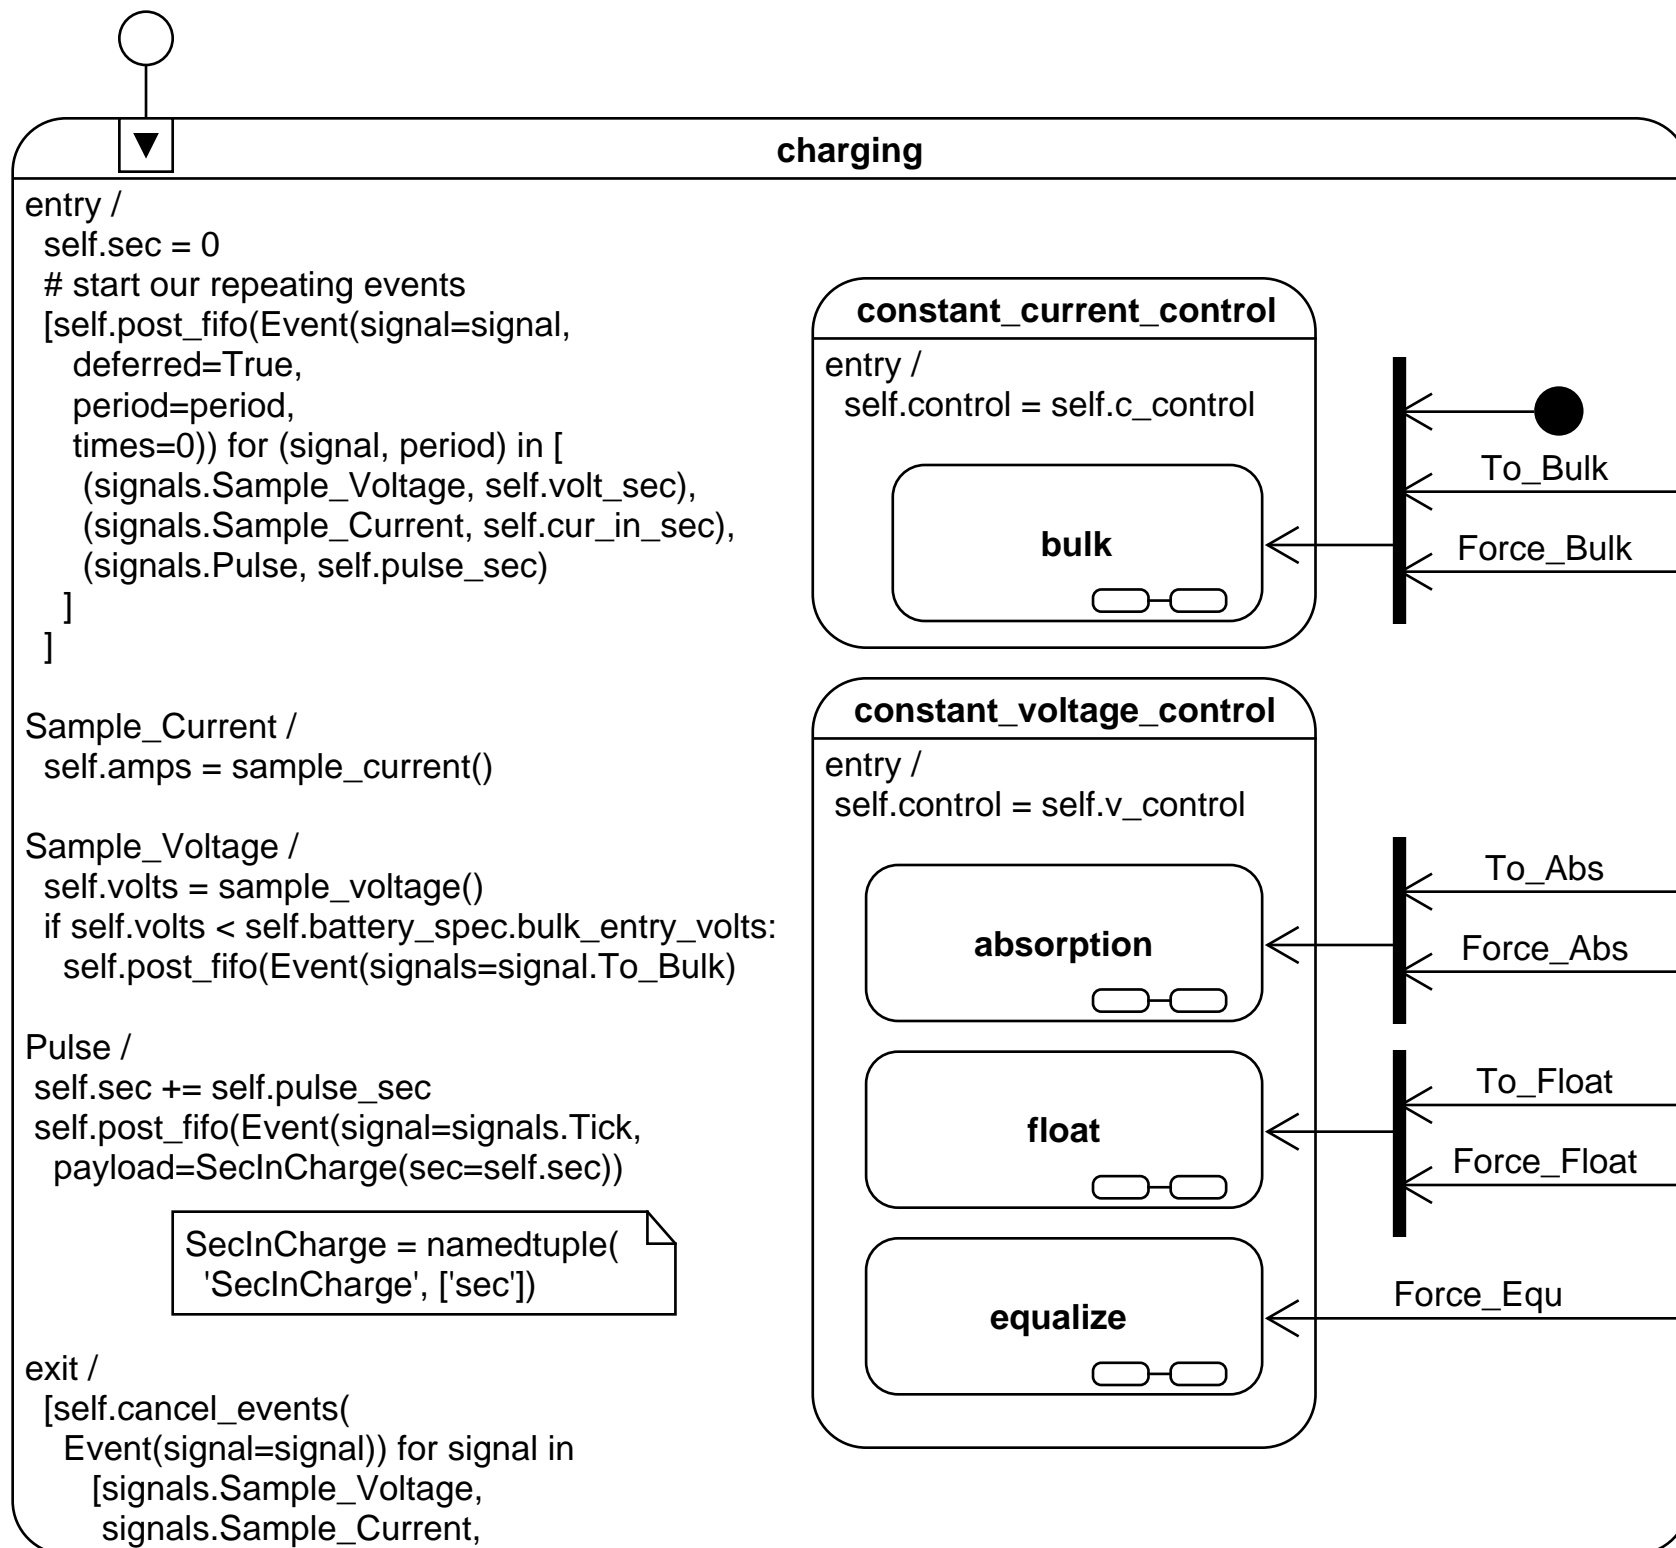 charging
entry /
self.sec = 0
# start our repeating events
[self.post_fifo(Event(signal=signal,
deferred=True,
period=period,
times=0)) for (signal, period) in [
(signals.Sample_Voltage, self.volt_sec),
(signals.Sample_Current, self.cur_in_sec),
(signals.Pulse, self.pulse_sec)
]
]
Sample_Current /
self.amps = sample_current()
Sample_Voltage /
self.volts = sample_voltage()
if self.volts < self.battery_spec.bulk_entry_volts:
self.post_fifo(Event(signals=signal.To_Bulk)
Pulse /
self.sec += self.pulse_sec
self.post_fifo(Event(signal=signals.Tick,
payload=SecInCharge(sec=self.sec))
SecInCharge = namedtuple(
'SecInCharge', ['sec'])
exit /
[self.cancel_events(
Event(signal=signal)) for signal in
[signals.Sample_Voltage,
signals.Sample_Current,
constant_current_control
entry /
self.control = self.c_control
bulk
To_Bulk
Force_Bulk
constant_voltage_control
entry /
self.control = self.v_control
absorption
To_Abs
Force_Abs
float
To_Float
Force_Float
equalize
Force_Equ